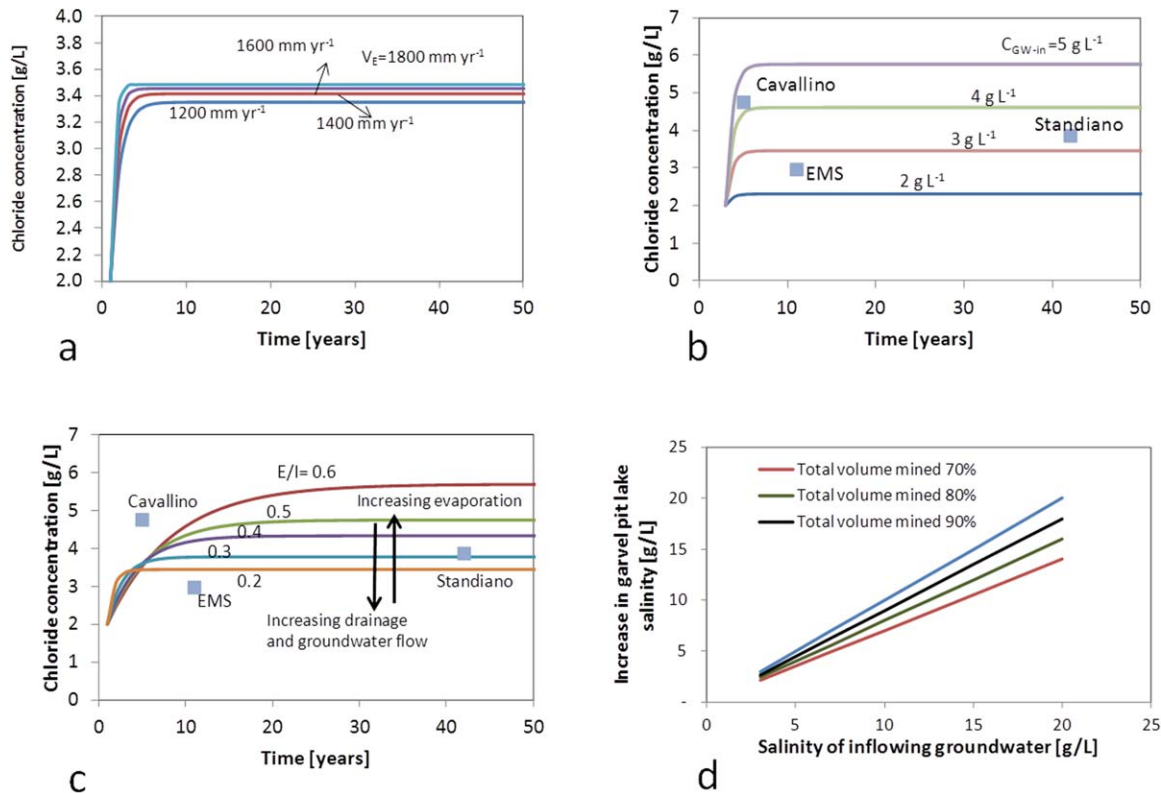 4.0
3.8
3.6
3.4
3.2
3.0
2.8
2.6
2.4
2.2
2.0
Chloride concentration [g/L]
1600 mm yr-1
VE=1800 mm yr-1
1200 mm yr-1
1400 mm yr-1
0 10 20 30 40 50
Time [years]
a
7
6
5
4
3
2
1
0
Chloride concentration [g/L]
CGW-in =5 g L-1
Cavallino
4 g L-1
Standiano
3 g L-1
EMS
2 g L-1
0 10 20 30 40 50
Time [years]
b
7
6
5
4
3
2
1
0
Chloride concentration [g/L]
E/I= 0.6
Cavallino
Increasing evaporation
0.5
0.4
0.3
0.2
EMS
Standiano
Increasing drainage
and groundwater flow
0 10 20 30 40 50
Time [years]
c
25
20
15
10
5
-
Increase in garvel pit lake
salinity [g/L]
Total volume mined 70%
Total volume mined 80%
Total volume mined 90%
0 5 10 15 20 25
Salinity of inflowing groundwater [g/L]
d